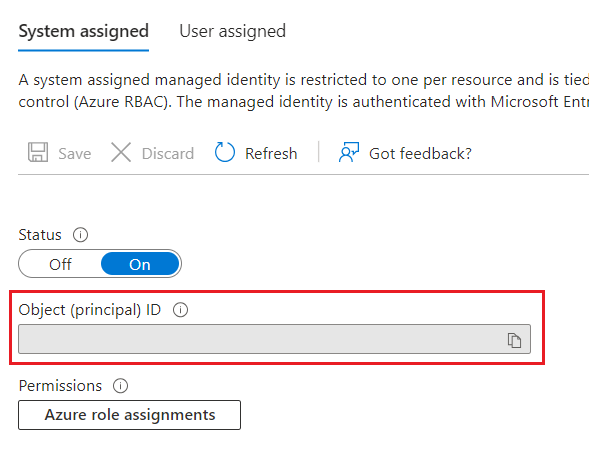 System assigned User assigned
A system assigned managed identity is restricted to one per resource and is tied
control (Azure RBAC). The managed identity is authenticated with Microsoft Entr
Save Discard Refresh Got feedback?
Status
Off On
Object (principal) ID
Permissions
Azure role assignments